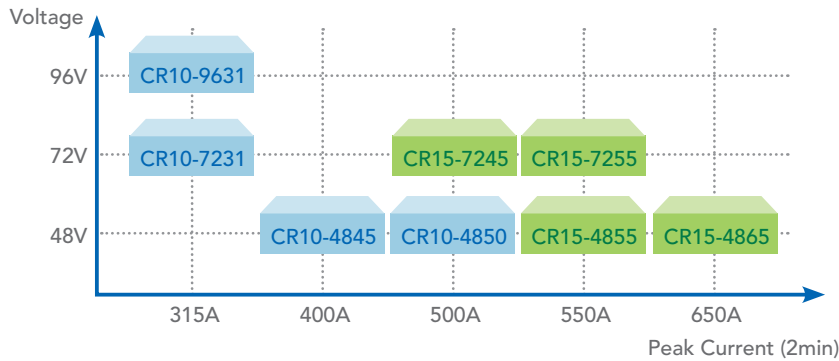 Voltage
96V
CR10-9631
72V
CR10-7231
CR15-7245
CR15-7255
48V
CR10-4845
CR10-4850
CR15-4855
CR15-4865
315A
400A
500A
550A
650A
Peak Current (2min)